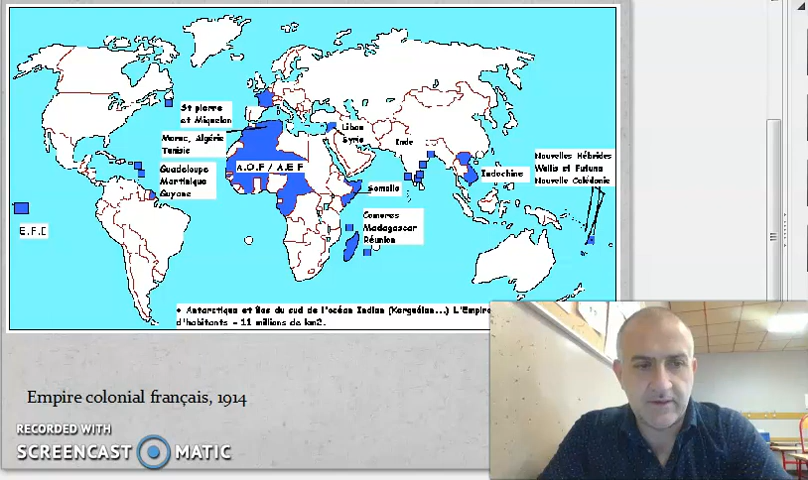 St pierre
et Miquelon
Maroc, Algérie
Tunisie
Liban
Syrie
Inde
Guadeloupe
Martinique
Guyane
A.O.F / A.E F
Somalie
Indochine
Nouvelles Hébrides
Wallis et Futuna
Nouvelle Calédonie
Comores
Madagascar
Réunion
+ Antarctique et îles du sud de l'océan Indien (Kerguélen...) L'Empire
d'habitants - 11 millions de km2.
Empire colonial français, 1914
RECORDED WITH
SCREENCAST MATIC